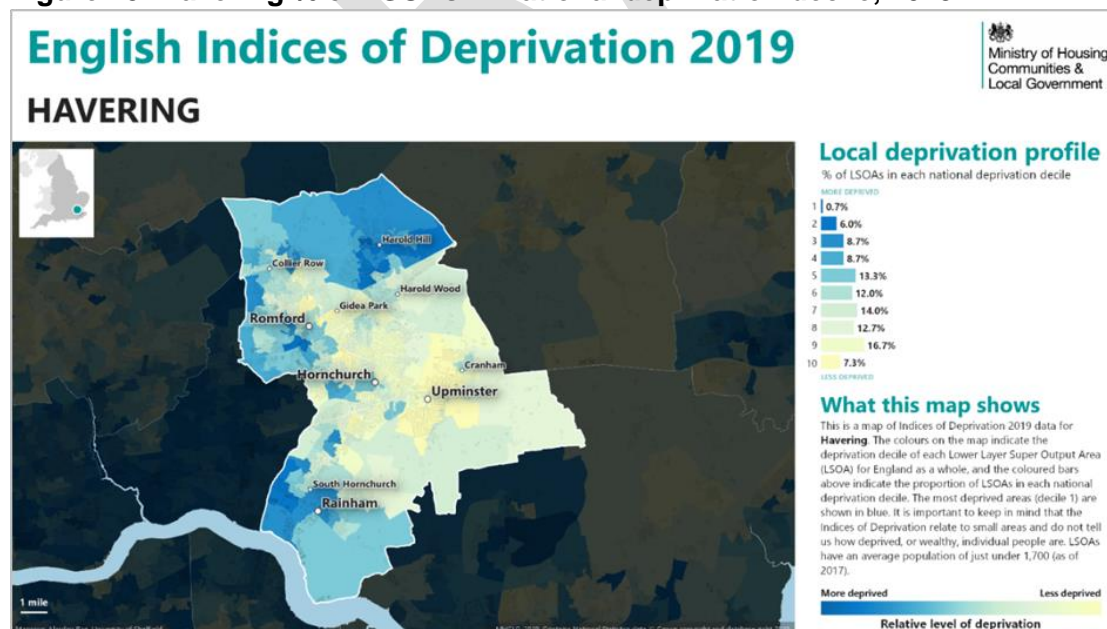 English Indices of Deprivation 2019
HAVERING
Ministry of Housing
Communities &
Local Government
Harold Hill
Collier Row
Harold Wood
Gidea Park
Romford
Cranham
Hornchurch
Upminster
South Hornchurch
Rainham
1 mile
Local deprivation profile
% of LSOAs in each national deprivation decile
MORE DEPRIVED
1 0.7%
2 6.0%
3 8.7%
4 8.7%
5 13.3%
6 12.0%
7 14.0%
8 12.7%
9 16.7%
10 7.3%
LESS DEPRIVED
What this map shows
This is a map of Indices of Deprivation 2019 data for
Havering. The colours on the map indicate the
deprivation decile of each Lower Layer Super Output Area
(LSOA) for England as a whole, and the coloured bars
above indicate the proportion of LSOAs in each national
deprivation decile. The most deprived areas (decile 1) are
shown in blue. It is important to keep in mind that the
Indices of Deprivation relate to small areas and do not tell
us how deprived, or wealthy, individual people are. LSOAs
have an average population of just under 1,700 (as of
2017).
More deprived Less deprived
Relative level of deprivation